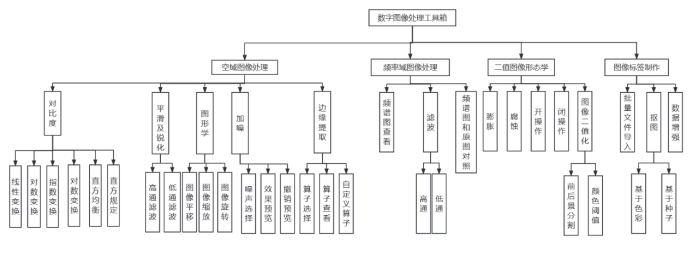 数字图像处理工具箱
空域图像处理
频率域图像处理
二值图像形态学
图像标签制作
对比度
平滑及锐化
图形学
加噪
边缘提取
频谱图查看
滤波
频谱图和原图对照
膨胀
腐蚀
开操作
闭操作
图像二值化
批量文件导入
抠图
数据增强
线性变换
对数变换
指数变换
对数变换
直方均衡
直方规定
高通滤波
低通滤波
图像平移
图像缩放
图像旋转
噪声选择
效果预览
撤销预览
算子选择
算子查看
自定义算子
高通
低通
前后景分割
颜色阈值
基于色彩
基于种子